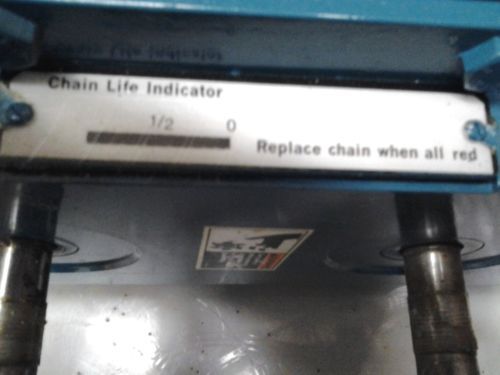 Chain Life Indicator
1/2 0
Replace chain when all red